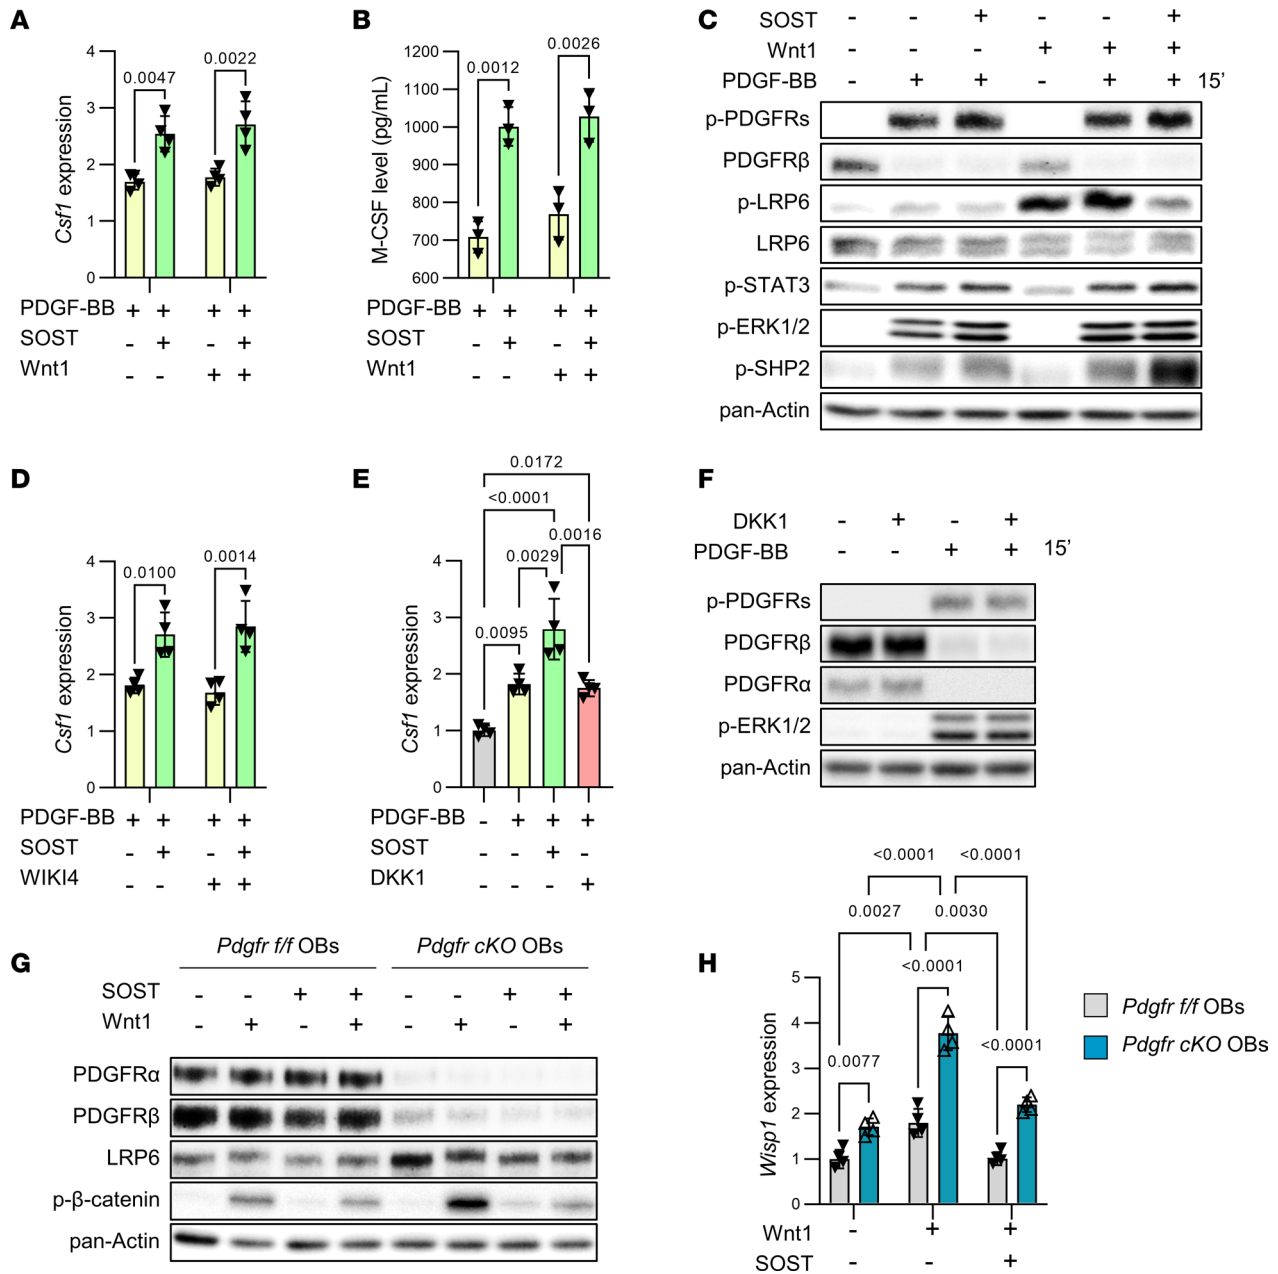 A
4
3
2
1
0
Csf1 expression
0.0047
0.0022
PDGF-BB + + + +
SOST - + - +
Wnt1 - - + +
B
1200
1100
1000
900
800
700
600
M-CSF level (pg/mL)
0.0012
0.0026
PDGF-BB + + + +
SOST - + - +
Wnt1 - - + +
C
SOST - - + - - +
Wnt1 - - - + + +
PDGF-BB - + + - + + 15’
p-PDGFRs
PDGFRβ
p-LRP6
LRP6
p-STAT3
p-ERK1/2
p-SHP2
pan-Actin
D
4
3
2
1
0
Csf1 expression
0.0100
0.0014
PDGF-BB + + + +
SOST - + - +
WIKI4 - - + +
E
0.0172
<0.0001
0.0016
0.0029
0.0095
4
3
2
1
0
Csf1 expression
PDGF-BB - + + +
SOST - - + -
DKK1 - - - +
F
DKK1 - + - +
PDGF-BB - - + + 15’
p-PDGFRs
PDGFRβ
PDGFRα
p-ERK1/2
pan-Actin
G
Pdgfr f/f OBs
Pdgfr cKO OBs
SOST - - + + - - + +
Wnt1 - + - + - + - +
PDGFRα
PDGFRβ
LRP6
p-β-catenin
pan-Actin
H
<0.0001
<0.0001
0.0027
0.0030
<0.0001
<0.0001
0.0077
5
4
3
2
1
0
Wisp1 expression
Wnt1 - + +
SOST - - +
Pdgfr f/f OBs
Pdgfr cKO OBs